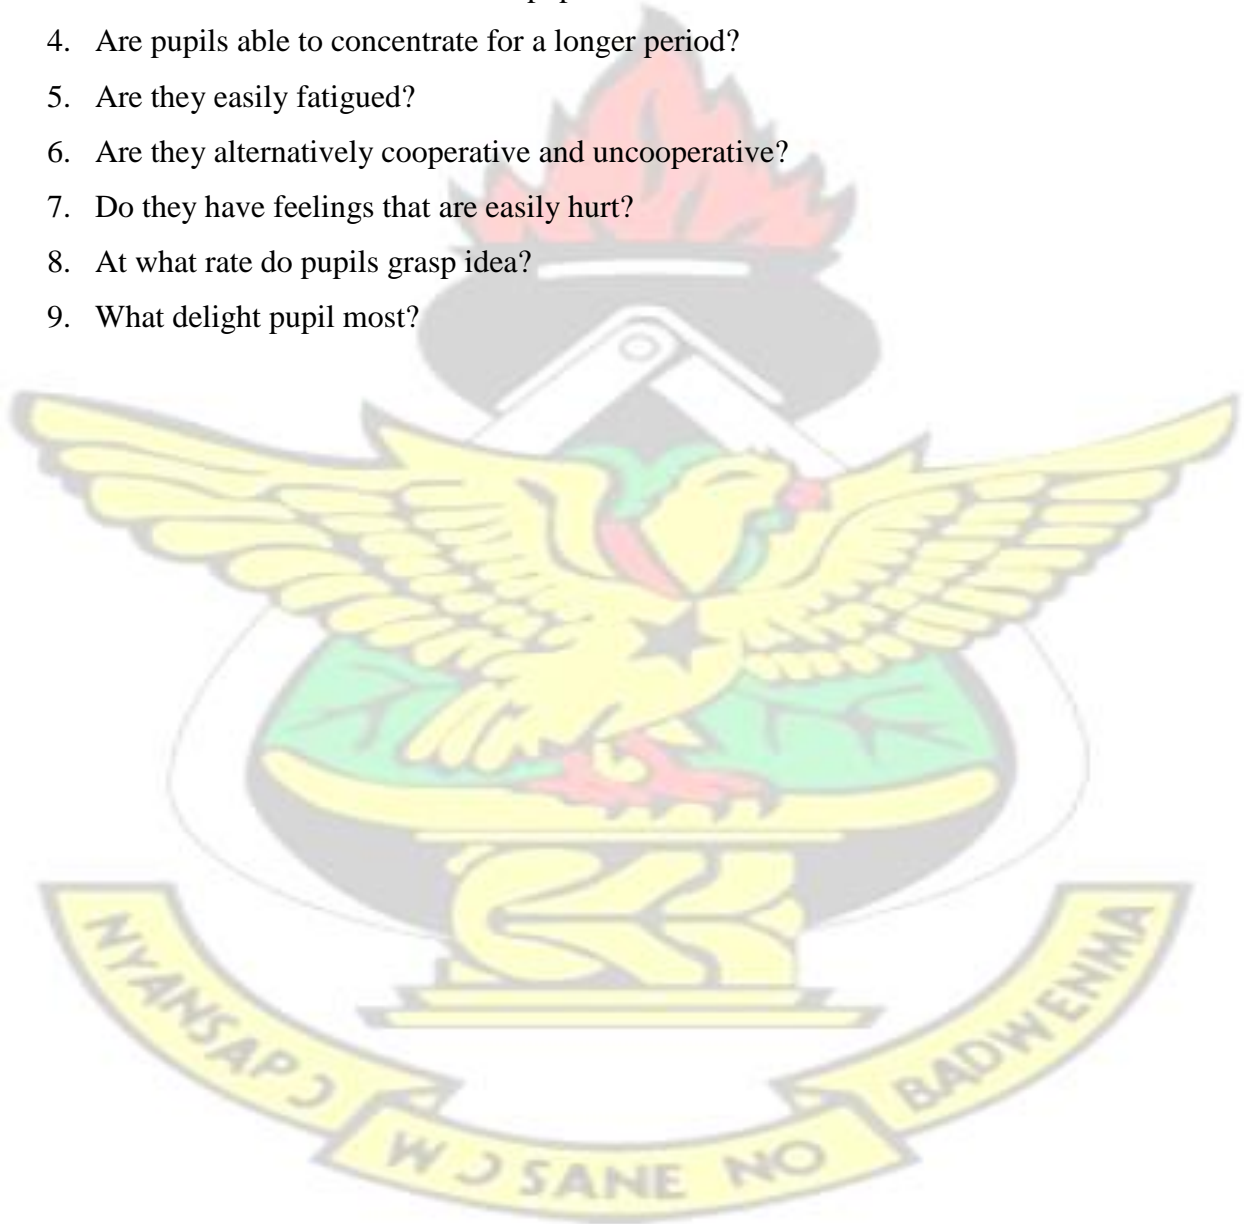 4. Are pupils able to concentrate for a longer period?
5. Are they easily fatigued?
6. Are they alternatively cooperative and uncooperative?
7. Do they have feelings that are easily hurt?
8. At what rate do pupils grasp idea?
9. What delight pupil most?
NYANSAPƆ
WƆ SANE NO
BADWENMA